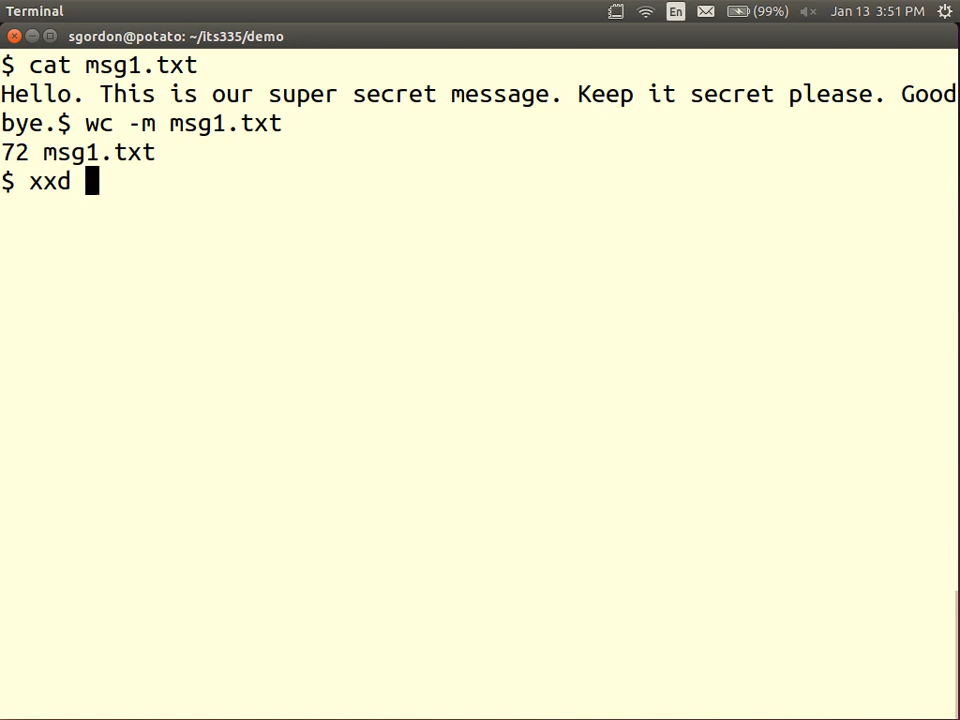 Terminal
En
(99%)
Jan 13 3:51 PM
sgordon@potato: ~/its335/demo
$ cat msg1.txt
Hello. This is our super secret message. Keep it secret please. Good
bye.$ wc -m msg1.txt
72 msg1.txt
$ xxd